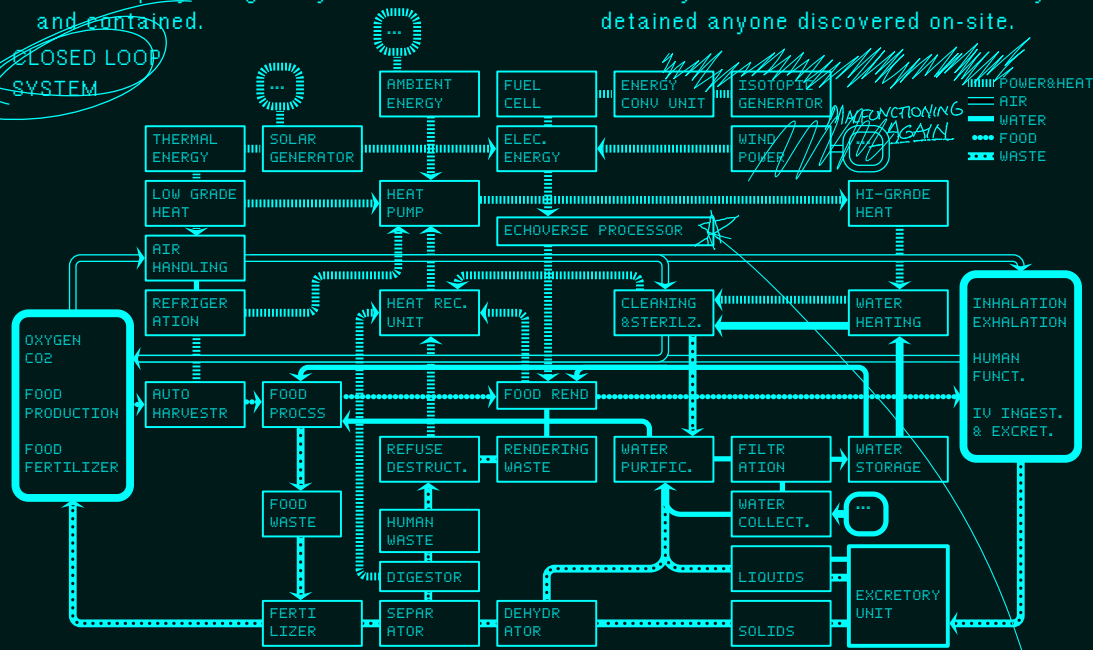 and contained.
detained anyone discovered on-site.
CLOSED LOOP
SYSTEM
...
...
AMBIENT
ENERGY
FUEL
CELL
ENERGY
CONV UNIT
ISOTOPIC
GENERATOR
POWER&HEAT
AIR
WATER
FOOD
WASTE
MALFUNCTIONING
AGAIN
THERMAL
ENERGY
SOLAR
GENERATOR
ELEC.
ENERGY
WIND
POWER
...
LOW GRADE
HEAT
HEAT
PUMP
HI-GRADE
HEAT
ECHOVERSE PROCESSOR
AIR
HANDLING
REFRIGER
ATION
HEAT REC.
UNIT
CLEANING
&STERILZ.
WATER
HEATING
INHALATION
EXHALATION
HUMAN
FUNCT.
IV INGEST.
& EXCRET.
OXYGEN
CO2
FOOD
PRODUCTION
FOOD
FERTILIZER
AUTO
HARVESTR
FOOD
PROCSS
FOOD REND
REFUSE
DESTRUCT.
RENDERING
WASTE
WATER
PURIFIC.
FILTR
ATION
WATER
STORAGE
FOOD
WASTE
HUMAN
WASTE
WATER
COLLECT.
...
DIGESTOR
LIQUIDS
EXCRETORY
UNIT
FERTI
LIZER
SEPAR
ATOR
DEHYDR
ATOR
SOLIDS